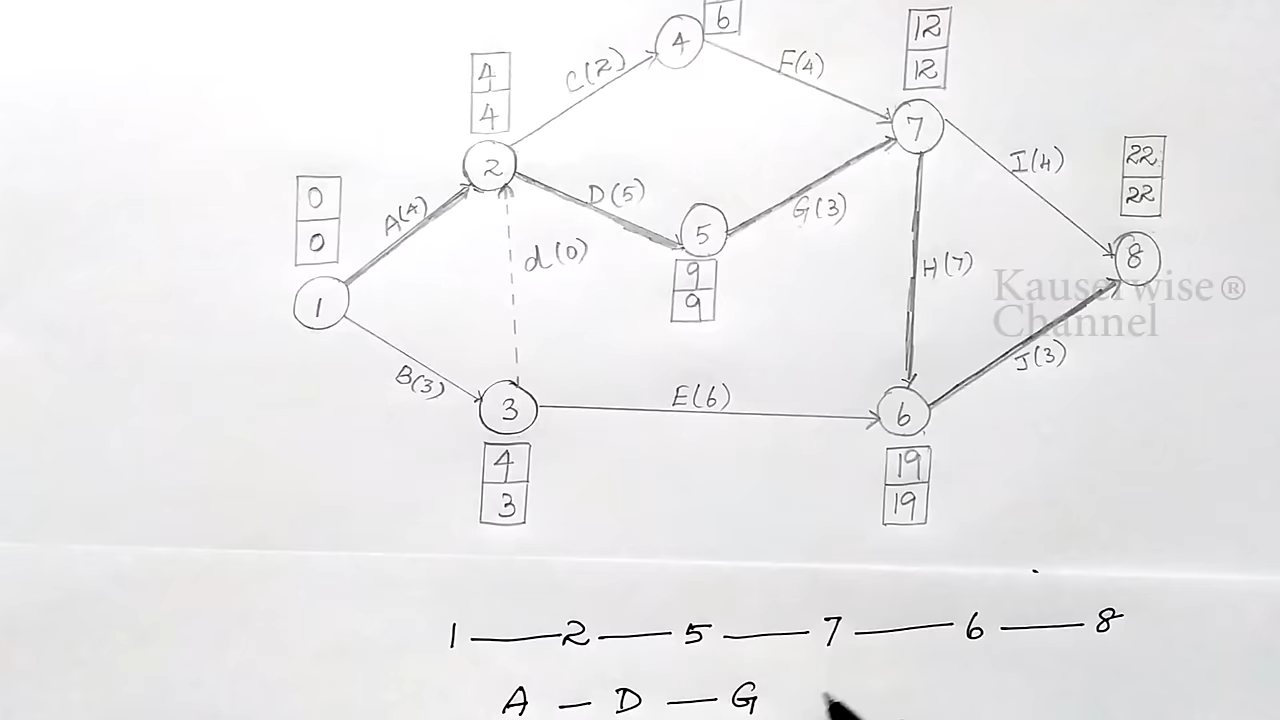 6
4
12
12
4
4
C(2)
F(4)
7
2
0
0
A(4)
D(5)
G(3)
I(4)
22
22
5
d(0)
9
9
8
1
H(7)
Kauserwise®
Channel
B(3)
J(3)
3
E(6)
6
4
3
19
19
1 — 2 — 5 — 7 — 6 — 8
A — D — G